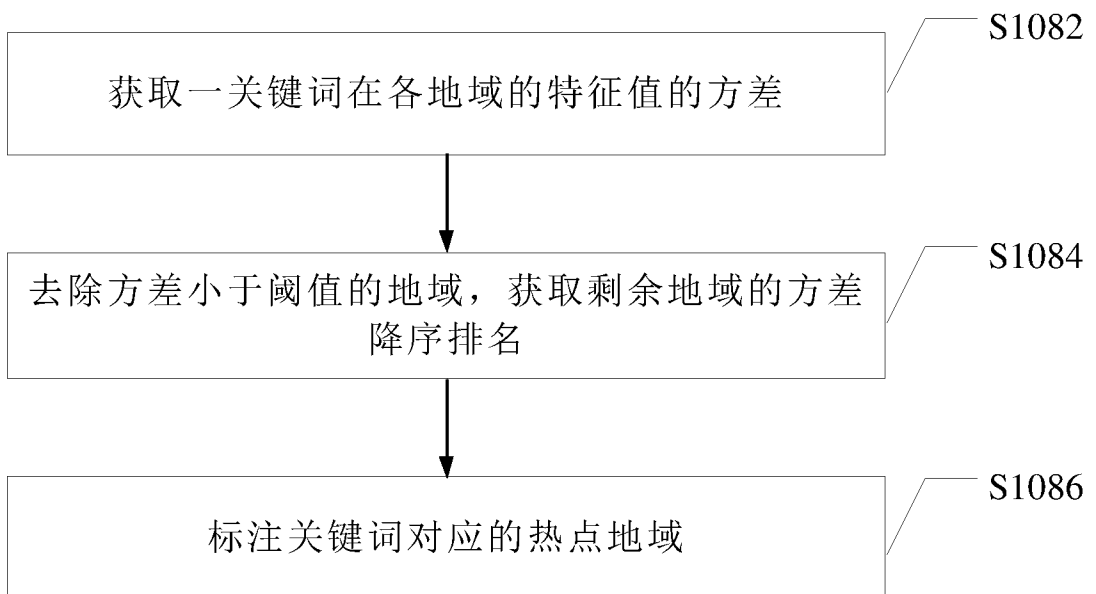 S1082
获取一关键词在各地域的特征值的方差
S1084
去除方差小于阈值的地域，获取剩余地域的方差
降序排名
S1086
标注关键词对应的热点地域